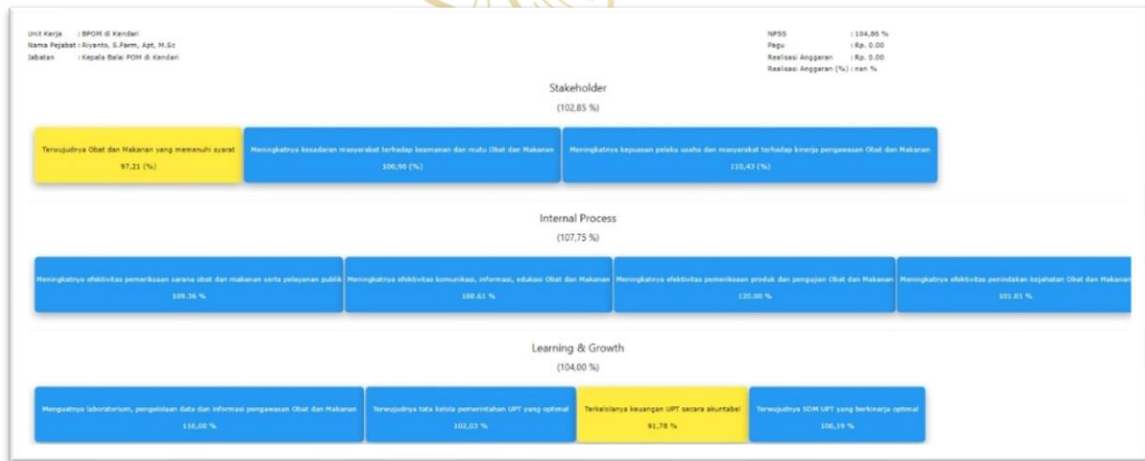 Unit Kerja : BPOM di Kendari
Nama Pejabat : Riyanto, S.Farm, Apt, M.Sc
Jabatan : Kepala Balai POM di Kendari
NPSS : 104,86 %
Pagu : Rp. 0.00
Realisasi Anggaran : Rp. 0.00
Realisasi Anggaran (%) : nan %
Stakeholder
(102,85 %)
Terwujudnya Obat dan Makanan yang memenuhi syarat
97,21 (%)
Meningkatnya kesadaran masyarakat terhadap keamanan dan mutu Obat dan Makanan
100,90 (%)
Meningkatnya kepuasan pelaku usaha dan masyarakat terhadap kinerja pengawasan Obat dan Makanan
110,43 (%)
Internal Process
(107,75 %)
Meningkatnya efektivitas pemeriksaan sarana obat dan makanan serta pelayanan publik
109.36 %
Meningkatnya efektivitas komunikasi, informasi, edukasi Obat dan Makanan
100.61 %
Meningkatnya efektivitas pemeriksaan produk dan pengujian Obat dan Makanan
120.00 %
Meningkatnya efektivitas penindakan kejahatan Obat dan Makanan
101.01 %
Learning & Growth
(104,00 %)
Menguatnya laboratorium, pengelolaan data dan informasi pengawasan Obat dan Makanan
116,00 %
Terwujudnya tata kelola pemerintahan UPT yang optimal
102,03 %
Terkelolanya keuangan UPT secara akuntabel
91,78 %
Terwujudnya SDM UPT yang berkinerja optimal
106,19 %